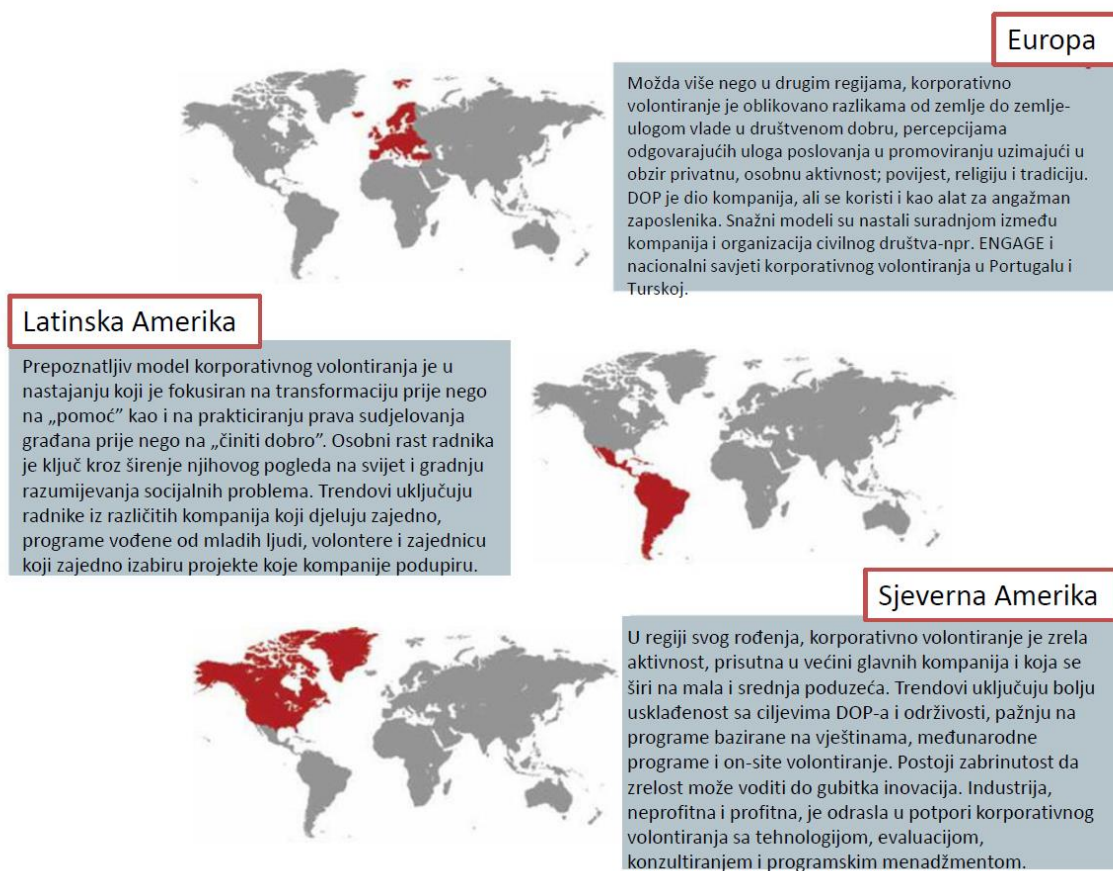 Europa
Možda više nego u drugim regijama, korporativno
volontiranje je oblikovano razlikama od zemlje do zemlje-
ulogom vlade u društvenom dobru, percepcijama
odgovarajućih uloga poslovanja u promoviranju uzimajući u
obzir privatnu, osobnu aktivnost; povijest, religiju i tradiciju.
DOP je dio kompanija, ali se koristi i kao alat za angažman
zaposlenika. Snažni modeli su nastali suradnjom između
kompanija i organizacija civilnog društva-npr. ENGAGE i
nacionalni savjeti korporativnog volontiranja u Portugalu i
Turskoj.
Latinska Amerika
Prepoznatljiv model korporativnog volontiranja je u
nastajanju koji je fokusiran na transformaciju prije nego
na „pomoć” kao i na prakticiranju prava sudjelovanja
građana prije nego na „činiti dobro”. Osobni rast radnika
je ključ kroz širenje njihovog pogleda na svijet i gradnju
razumijevanja socijalnih problema. Trendovi uključuju
radnike iz različitih kompanija koji djeluju zajedno,
programe vođene od mladih ljudi, volontere i zajednicu
koji zajedno izabiru projekte koje kompanije podupiru.
Sjeverna Amerika
U regiji svog rođenja, korporativno volontiranje je zrela
aktivnost, prisutna u većini glavnih kompanija i koja se
širi na mala i srednja poduzeća. Trendovi uključuju bolju
usklađenost sa ciljevima DOP-a i održivosti, pažnju na
programe bazirane na vještinama, međunarodne
programe i on-site volontiranje. Postoji zabrinutost da
zrelost može voditi do gubitka inovacija. Industrija,
neprofitna i profitna, je odrasla u potpori korporativnog
volontiranja sa tehnologijom, evaluacijom,
konzultiranjem i programskim menadžmentom.